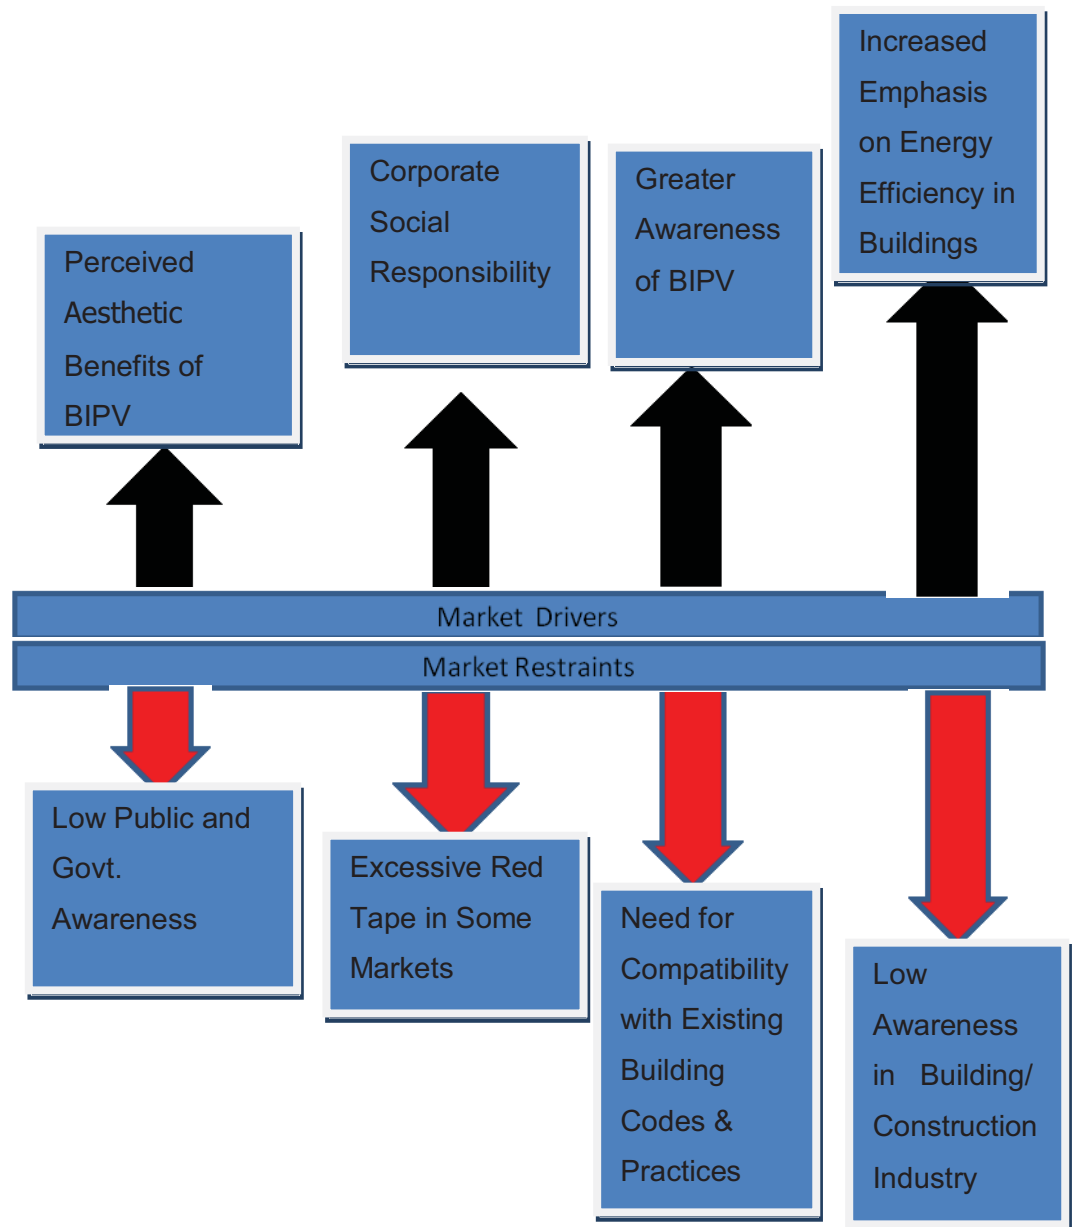 Perceived
Aesthetic
Benefits of
BIPV
Corporate
Social
Responsibility
Greater
Awareness
of BIPV
Increased
Emphasis
on Energy
Efficiency in
Buildings
Market Drivers
Market Restraints
Low Public and
Govt.
Awareness
Excessive Red
Tape in Some
Markets
Need for
Compatibility
with Existing
Building
Codes &
Practices
Low
Awareness
in Building/
Construction
Industry